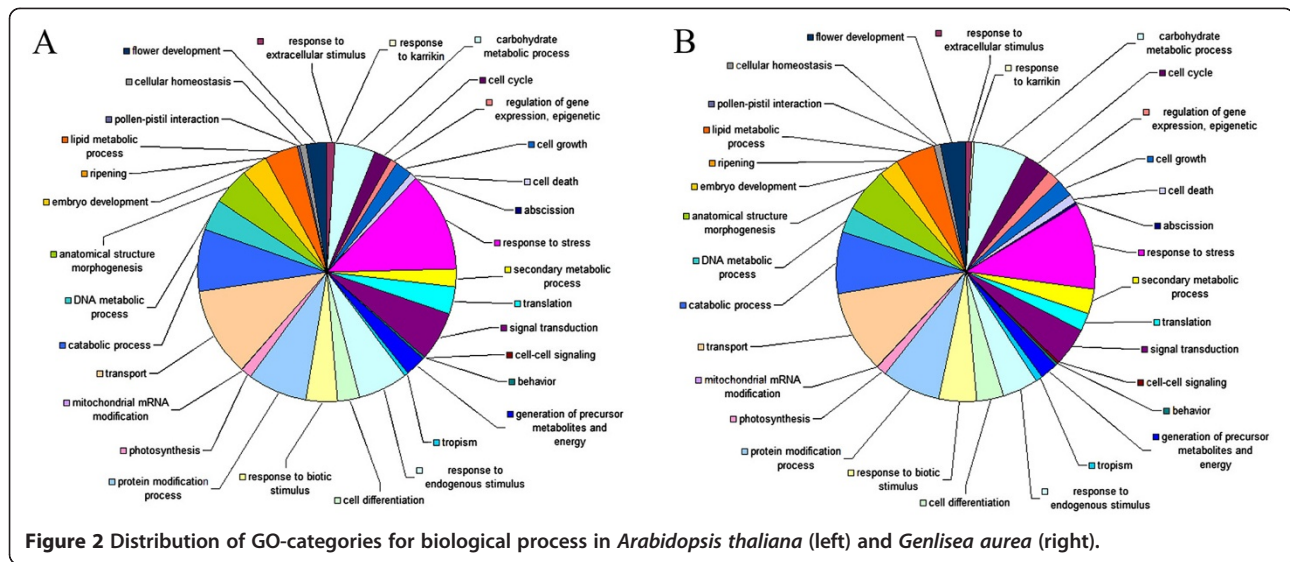 A
flower development
response to
extracellular stimulus
response
to karrikin
carbohydrate
metabolic process
cellular homeostasis
cell cycle
pollen-pistil interaction
regulation of gene
expression, epigenetic
lipid metabolic
process
cell growth
ripening
cell death
embryo development
abscission
anatomical structure
morphogenesis
response to stress
secondary metabolic
process
DNA metabolic
process
translation
signal transduction
catabolic process
cell-cell signaling
transport
behavior
mitochondrial mRNA
modification
generation of precursor
metabolites and
energy
photosynthesis
tropism
protein modification
process
response to biotic
stimulus
response to
endogenous stimulus
cell differentiation
B
flower development
response to
extracellular stimulus
response
to karrikin
carbohydrate
metabolic process
cellular homeostasis
cell cycle
pollen-pistil interaction
regulation of gene
expression, epigenetic
lipid metabolic
process
cell growth
ripening
cell death
embryo development
abscission
anatomical structure
morphogenesis
response to stress
DNA metabolic
process
secondary metabolic
process
catabolic process
translation
transport
signal transduction
mitochondrial mRNA
modification
cell-cell signaling
photosynthesis
behavior
protein modification
process
generation of precursor
metabolites and
energy
response to biotic
stimulus
tropism
cell differentiation
response to
endogenous stimulus
Figure 2 Distribution of GO-categories for biological process in Arabidopsis thaliana (left) and Genlisea aurea (right).